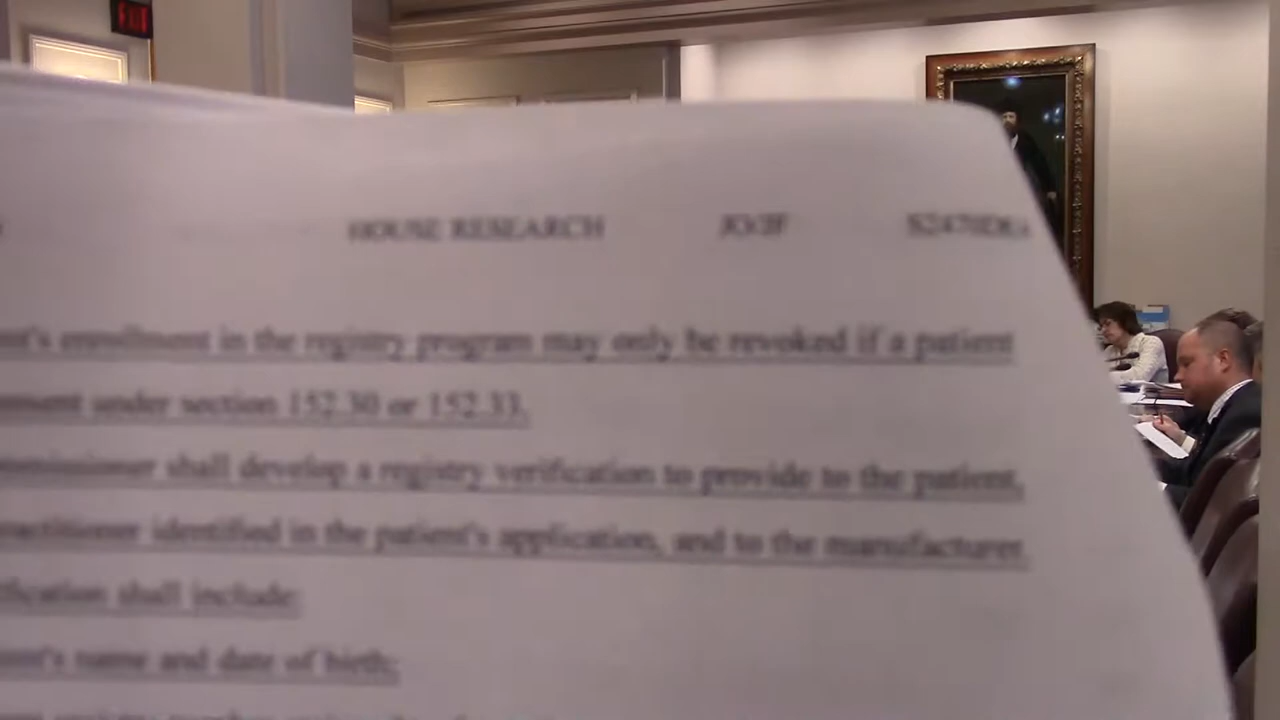 EXIT
HOUSE RESEARCH
enrollment in the registry program may only be revoked if a patient
under section 152.30 or 152.33.
shall develop a registry verification to provide to the patient,
identified in the patient's application, and to the manufacturer.
shall include:
name and date of birth;